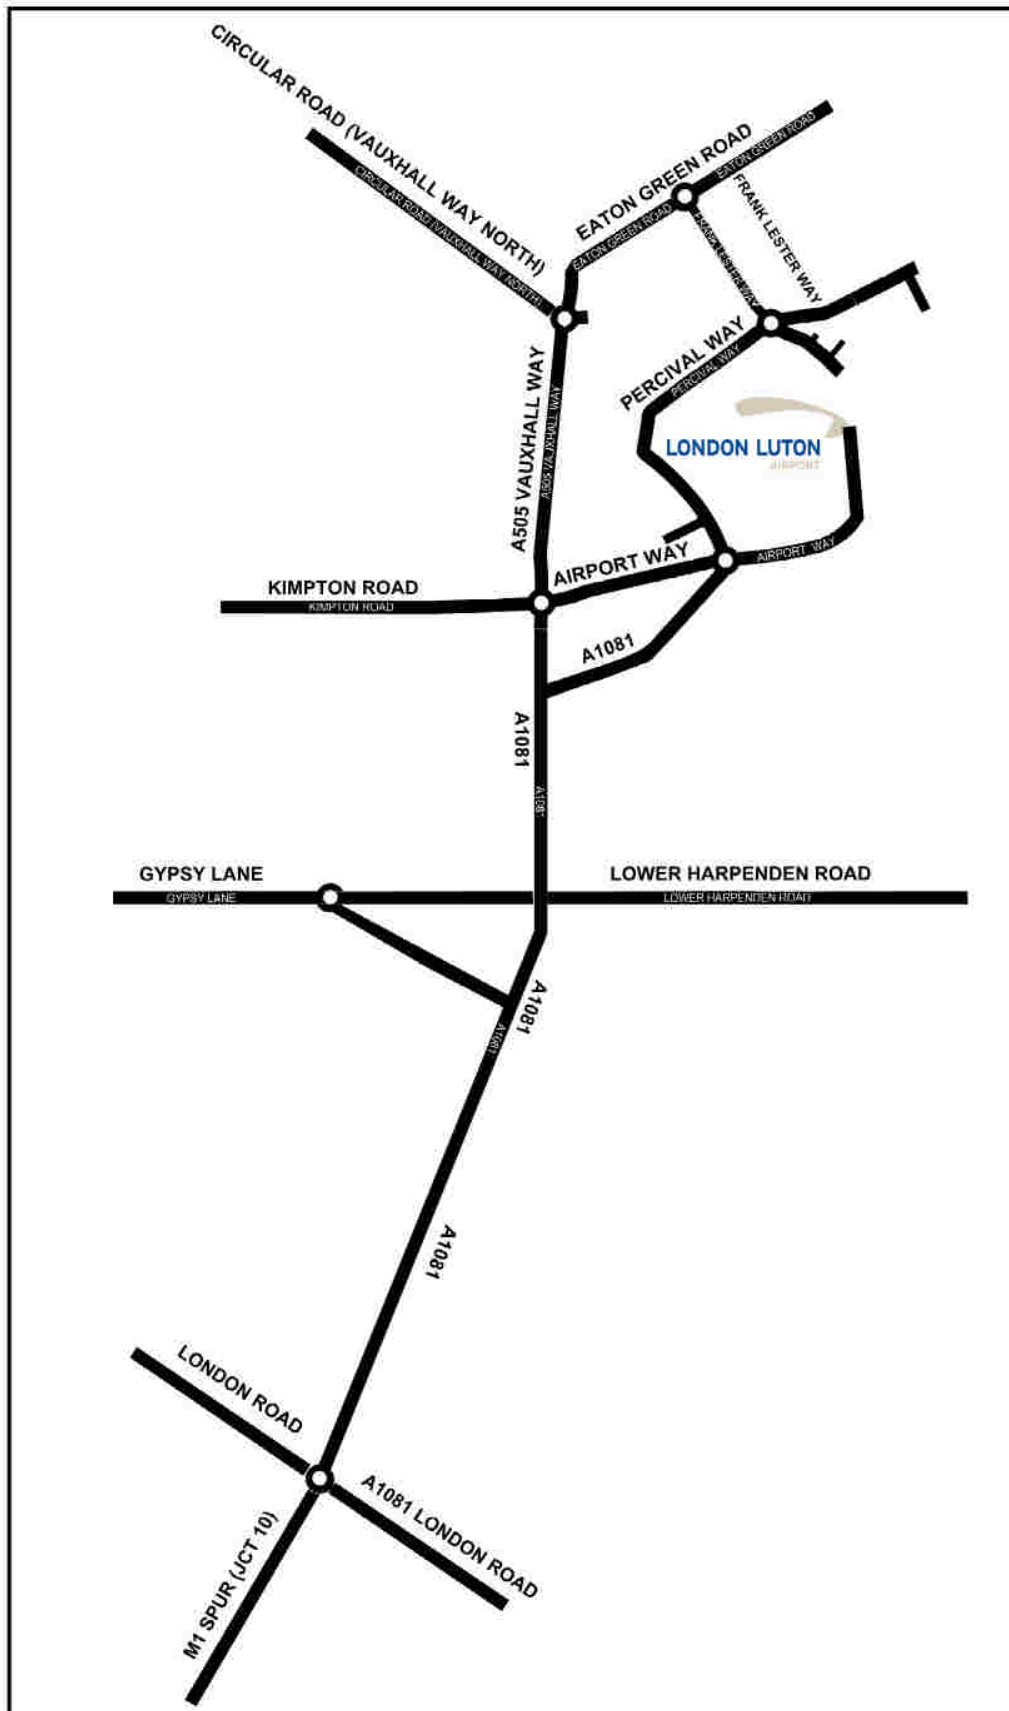 CIRCULAR ROAD (VAUXHALL WAY NORTH)
CIRCULAR ROAD (VAUXHALL WAY NORTH)
EATON GREEN ROAD
EATON GREEN ROAD
EATON GREEN ROAD
FRANK LESTER WAY
FRANK LESTER WAY
PERCIVAL WAY
PERCIVAL WAY
A505 VAUXHALL WAY
A505 VAUXHALL WAY
LONDON LUTON
AIRPORT
AIRPORT WAY
AIRPORT WAY
KIMPTON ROAD
KIMPTON ROAD
A1081
A1081
A1081
GYPSY LANE
GYPSY LANE
LOWER HARPENDEN ROAD
LOWER HARPENDEN ROAD
A1081
A1081
A1081
LONDON ROAD
A1081 LONDON ROAD
M1 SPUR (JCT 10)